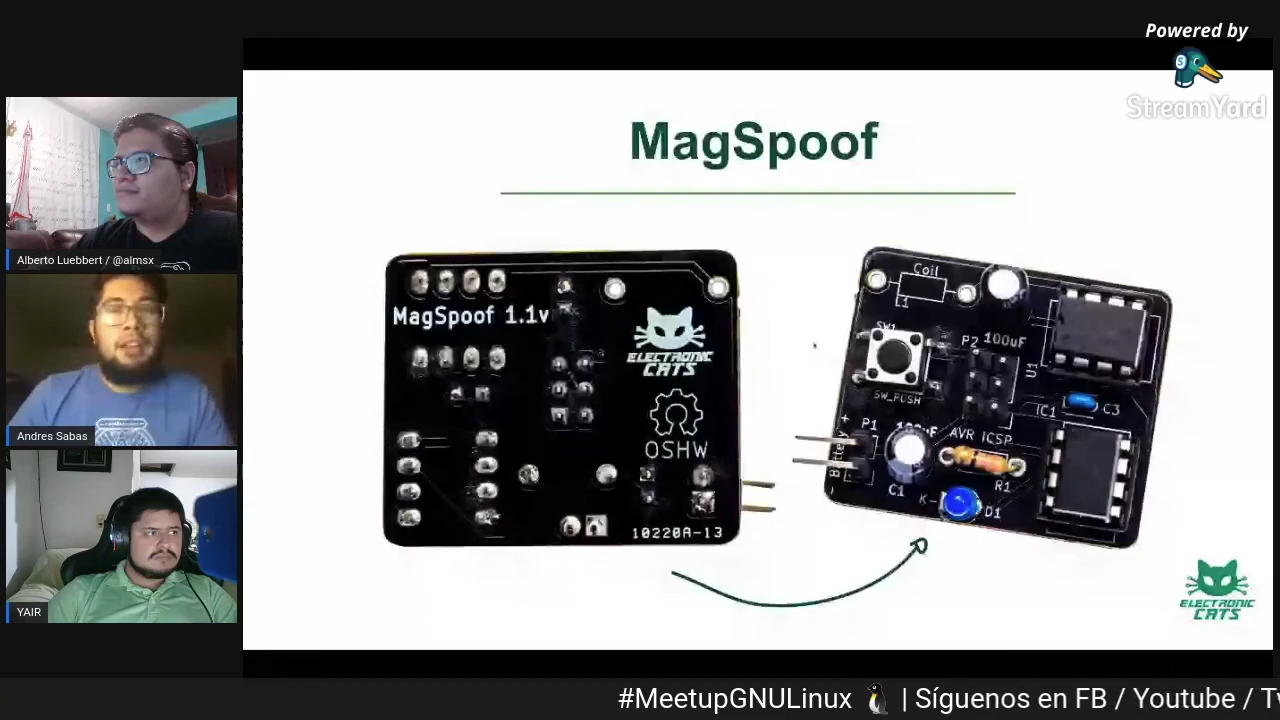 Powered by
StreamYard
MagSpoof
MagSpoof 1.1v
ELECTRONIC
CATS
OSHW
10220A-13
Coil
L1
SW1
SW_PUSH
P2
100uF
U1
IC1
C3
P1
AVR ICSP
C1
R1
K
D1
ELECTRONIC
CATS
Alberto Luebbert / @almsx
Andres Sabas
YAIR
#MeetupGNULinux 🐧 | Síguenos en FB / Youtube /